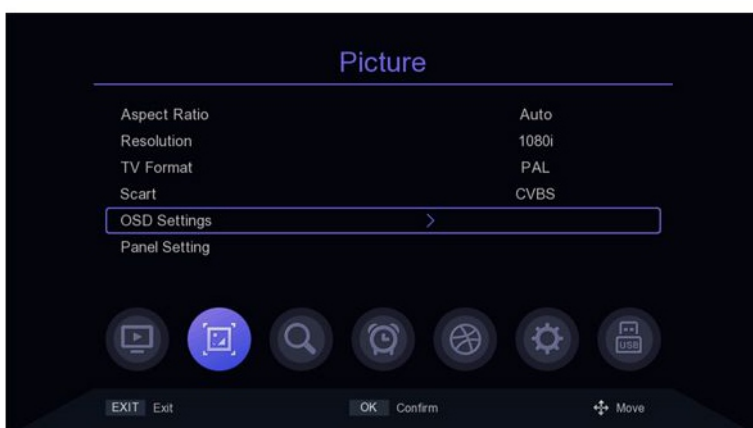 Picture
Aspect Ratio Auto
Resolution 1080i
TV Format PAL
Scart CVBS
OSD Settings >
Panel Setting
USB
EXIT Exit OK Confirm Move